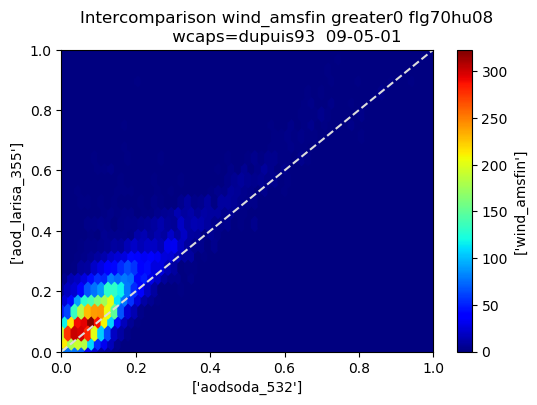 Intercomparison wind_amsfin greater0 flg70hu08
wcaps=dupuis93  09-05-01
1.0
0.8
0.6
0.4
0.2
0.0
['aod_larisa_355']
0.0 0.2 0.4 0.6 0.8 1.0
['aodsoda_532']
300
250
200
150
100
50
0
['wind_amsfin']